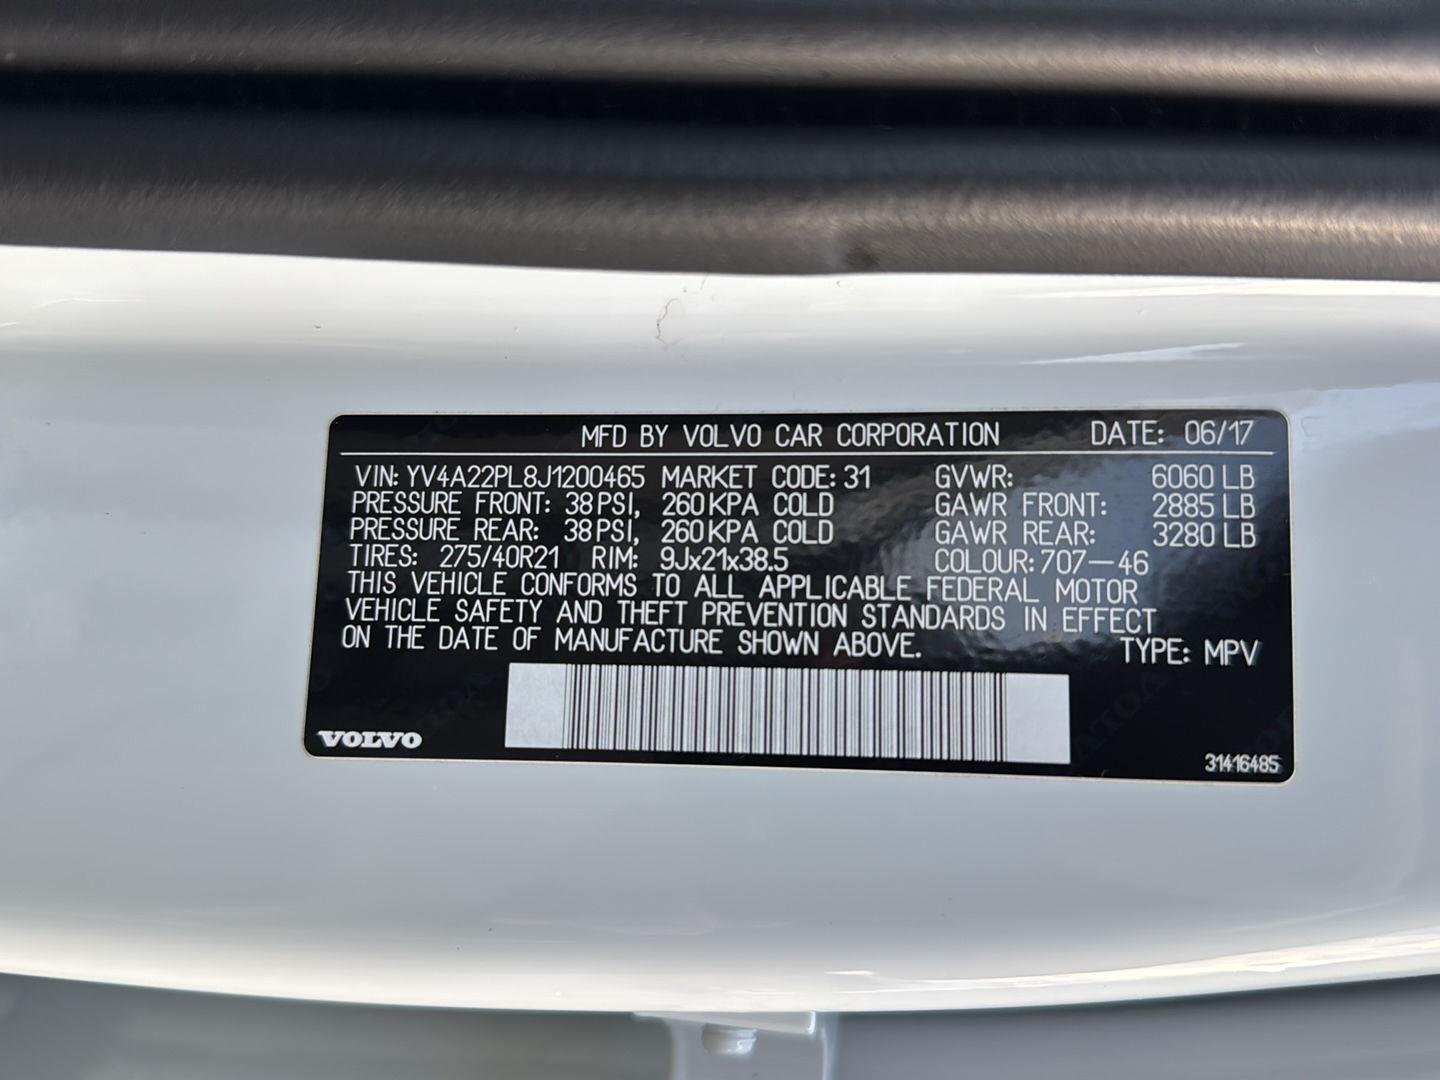 MFD BY VOLVO CAR CORPORATION DATE: 06/17
VIN: YV4A22PL8J1200465 MARKET CODE: 31 GVWR: 6060 LB
PRESSURE FRONT: 38 PSI, 260 KPA COLD GAWR FRONT: 2885 LB
PRESSURE REAR: 38 PSI, 260 KPA COLD GAWR REAR: 3280 LB
TIRES: 275/40R21 RIM: 9Jx21x38.5 COLOUR: 707-46
THIS VEHICLE CONFORMS TO ALL APPLICABLE FEDERAL MOTOR
VEHICLE SAFETY AND THEFT PREVENTION STANDARDS IN EFFECT
ON THE DATE OF MANUFACTURE SHOWN ABOVE. TYPE: MPV
VOLVO
31416485